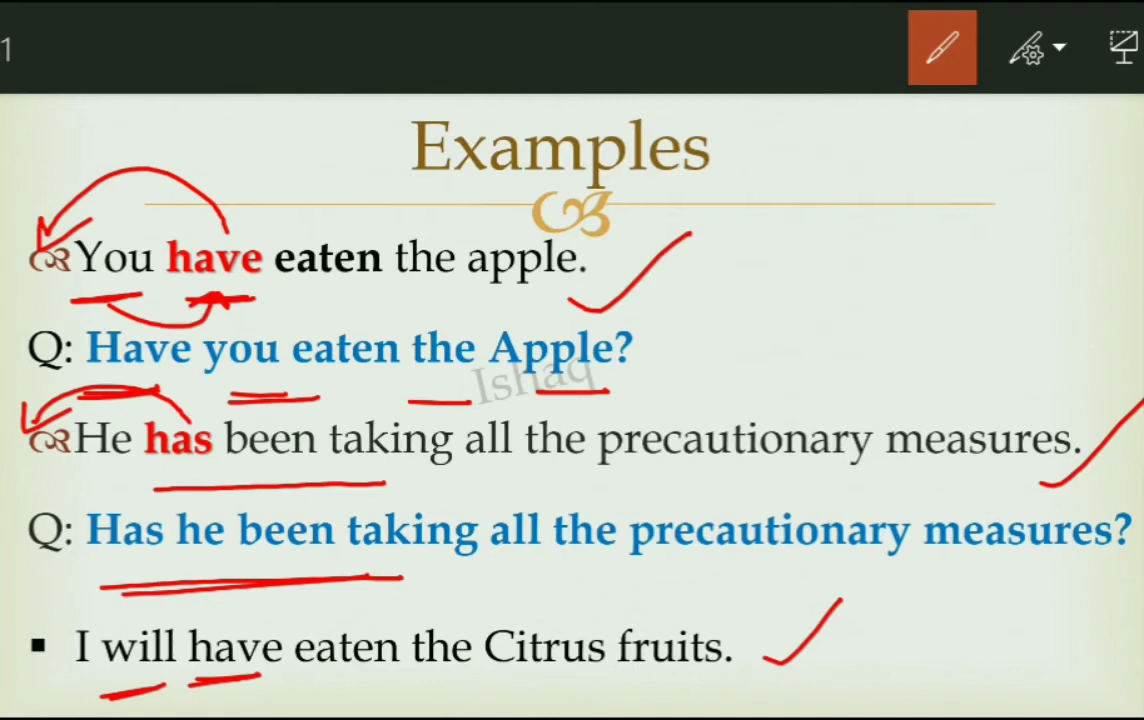 1
Examples
You have eaten the apple.
Q: Have you eaten the Apple?
Ishaq
He has been taking all the precautionary measures.
Q: Has he been taking all the precautionary measures?
▪ I will have eaten the Citrus fruits.